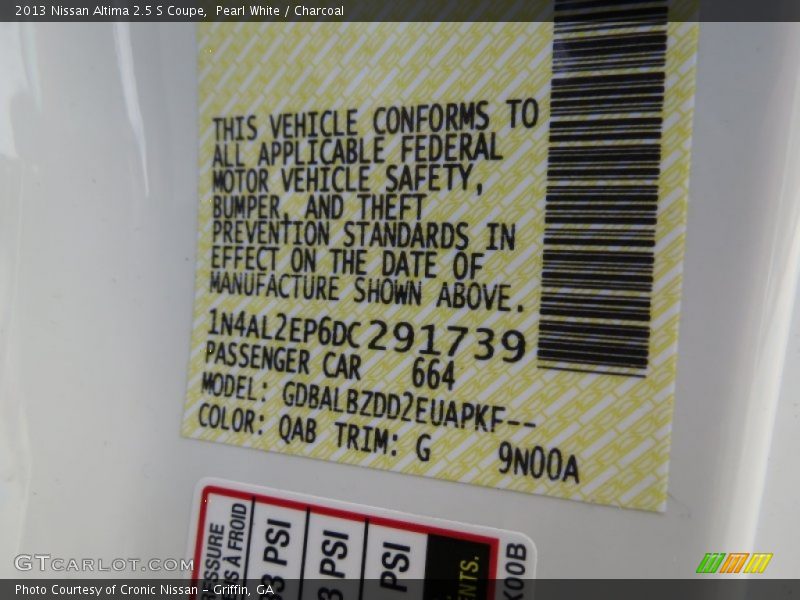 2013 Nissan Altima 2.5 S Coupe,  Pearl White / Charcoal
THIS VEHICLE CONFORMS TO
ALL APPLICABLE FEDERAL
MOTOR VEHICLE SAFETY,
BUMPER, AND THEFT
PREVENTION STANDARDS IN
EFFECT ON THE DATE OF
MANUFACTURE SHOWN ABOVE.
1N4AL2EP6DC291739
PASSENGER CAR 664
MODEL: GDBALBZDD2EUAPKF--
COLOR: QAB TRIM: G 9N00A
PSI
PSI
PSI
À FROID
K00B
GTCARLOT.COM
Photo Courtesy of Cronic Nissan - Griffin, GA